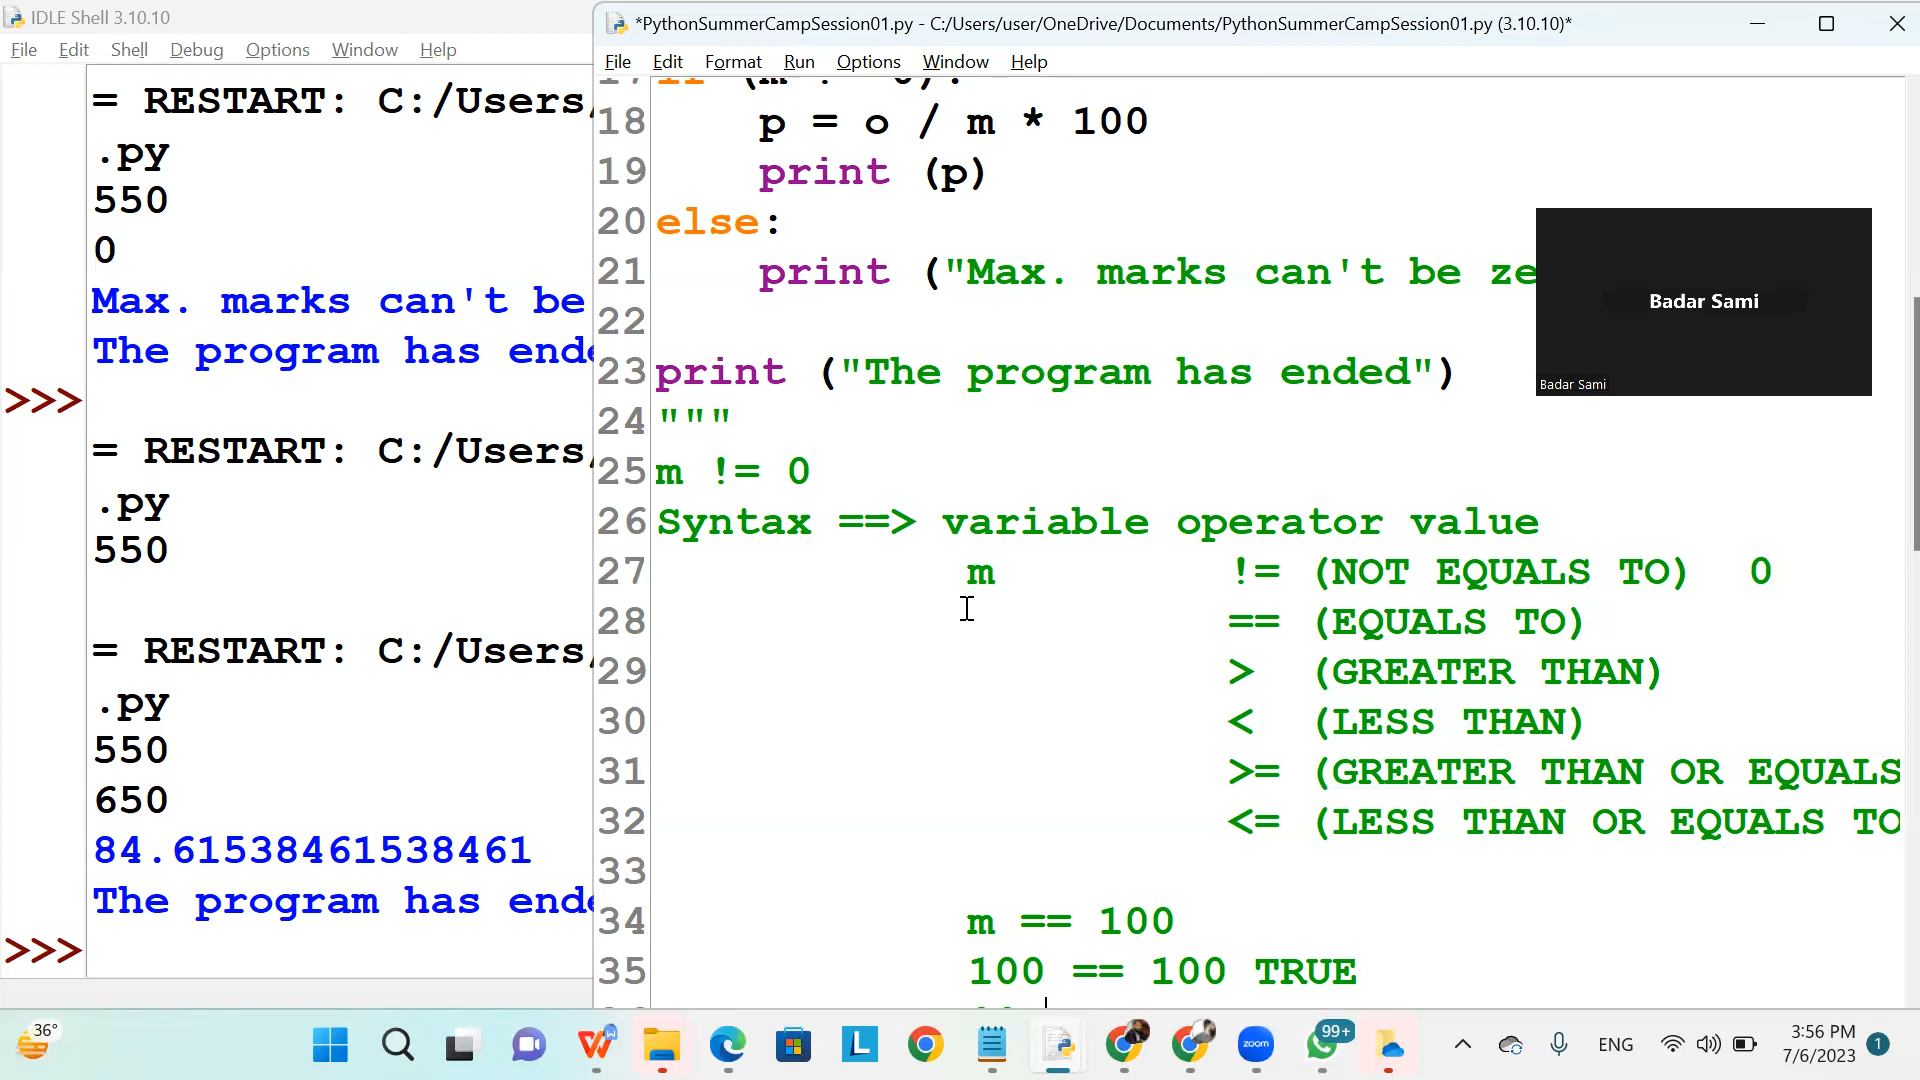 IDLE Shell 3.10.10
File Edit Shell Debug Options Window Help
= RESTART: C:/Users/
.py
550
0
Max. marks can't be
The program has ende
>>>
= RESTART: C:/Users/
.py
550
= RESTART: C:/Users/
.py
550
650
84.61538461538461
The program has ende
>>>
*PythonSummerCampSession01.py - C:/Users/user/OneDrive/Documents/PythonSummerCampSession01.py (3.10.10)*
File Edit Format Run Options Window Help
18 p = o / m * 100
19 print (p)
20 else:
21 print ("Max. marks can't be ze
22
23 print ("The program has ended")
24 """
25 m != 0
26 Syntax ==> variable operator value
27 m != (NOT EQUALS TO) 0
28 == (EQUALS TO)
29 > (GREATER THAN)
30 < (LESS THAN)
31 >= (GREATER THAN OR EQUALS
32 <= (LESS THAN OR EQUALS TO
33
34 m == 100
35 100 == 100 TRUE
Badar Sami
Badar Sami
36°
W
L
zoom
99+
ENG
3:56 PM
7/6/2023
1